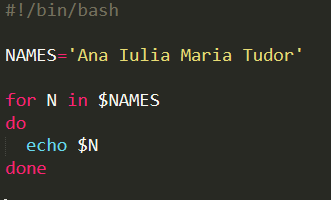 #!/bin/bash
NAMES='Ana Iulia Maria Tudor'
for N in $NAMES
do
echo $N
done